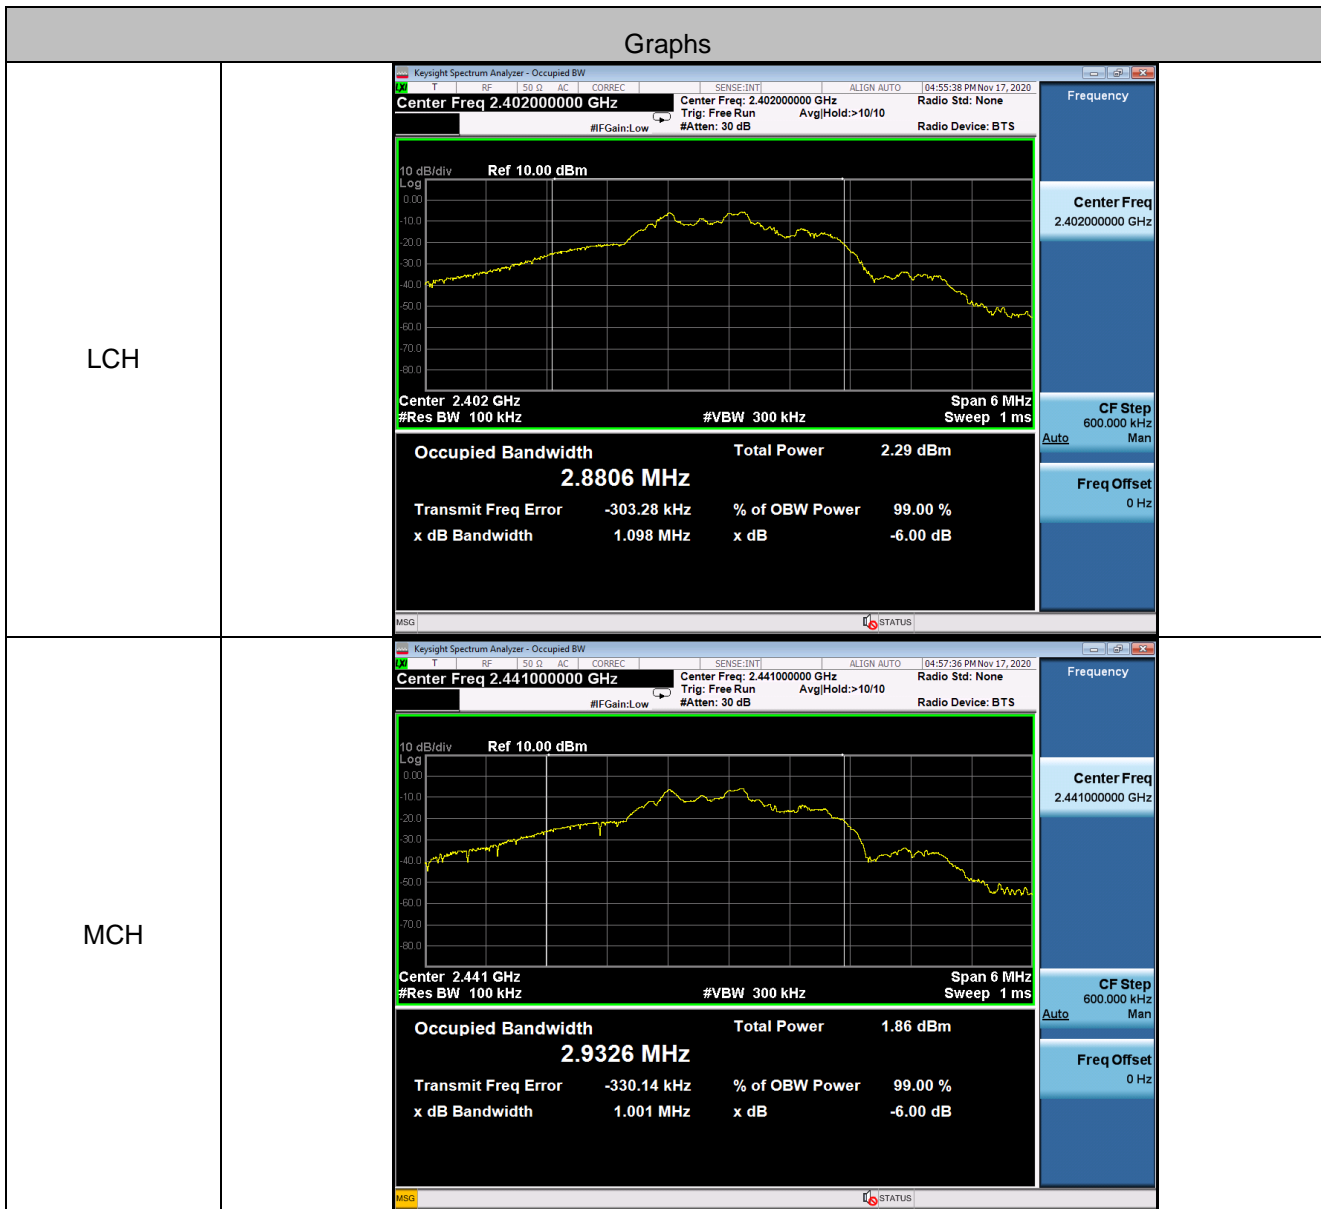 Graphs
LCH
Keysight Spectrum Analyzer - Occupied BW
LXI T RF 50 Ω AC CORREC SENSE:INT ALIGN AUTO 04:55:38 PM Nov 17, 2020
Center Freq 2.402000000 GHz
Center Freq: 2.402000000 GHz Radio Std: None
Trig: Free Run Avg|Hold:>10/10
#IFGain:Low #Atten: 30 dB Radio Device: BTS
10 dB/div Ref 10.00 dBm
Log
0.00
-10.0
-20.0
-30.0
-40.0
-50.0
-60.0
-70.0
-80.0
Center 2.402 GHz Span 6 MHz
#Res BW 100 kHz #VBW 300 kHz Sweep 1 ms
Occupied Bandwidth Total Power 2.29 dBm
2.8806 MHz
Transmit Freq Error -303.28 kHz % of OBW Power 99.00 %
x dB Bandwidth 1.098 MHz x dB -6.00 dB
MSG STATUS
Frequency
Center Freq
2.402000000 GHz
CF Step
600.000 kHz
Auto Man
Freq Offset
0 Hz
MCH
Keysight Spectrum Analyzer - Occupied BW
LXI T RF 50 Ω AC CORREC SENSE:INT ALIGN AUTO 04:57:36 PM Nov 17, 2020
Center Freq 2.441000000 GHz
Center Freq: 2.441000000 GHz Radio Std: None
Trig: Free Run Avg|Hold:>10/10
#IFGain:Low #Atten: 30 dB Radio Device: BTS
10 dB/div Ref 10.00 dBm
Log
0.00
-10.0
-20.0
-30.0
-40.0
-50.0
-60.0
-70.0
-80.0
Center 2.441 GHz Span 6 MHz
#Res BW 100 kHz #VBW 300 kHz Sweep 1 ms
Occupied Bandwidth Total Power 1.86 dBm
2.9326 MHz
Transmit Freq Error -330.14 kHz % of OBW Power 99.00 %
x dB Bandwidth 1.001 MHz x dB -6.00 dB
MSG STATUS
Frequency
Center Freq
2.441000000 GHz
CF Step
600.000 kHz
Auto Man
Freq Offset
0 Hz